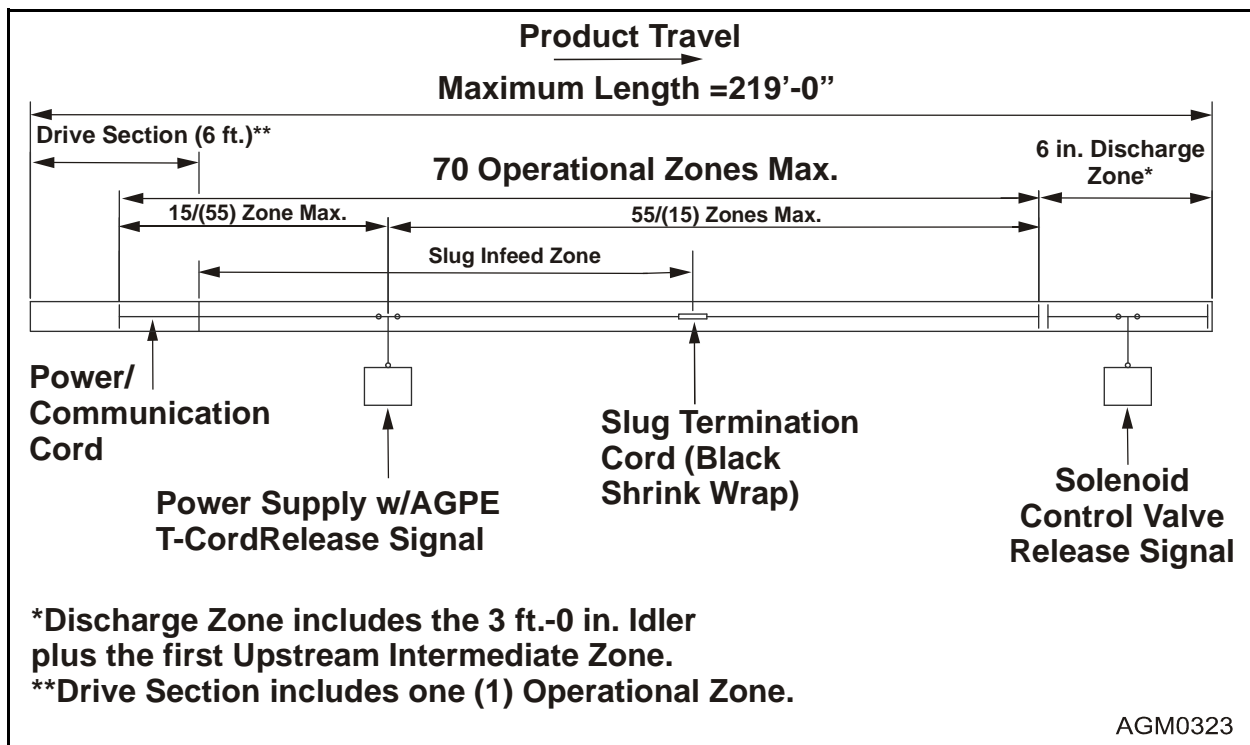 Product Travel
Maximum Length =219’-0”
Drive Section (6 ft.)**
70 Operational Zones Max.
6 in. Discharge
Zone*
15/(55) Zone Max.
55/(15) Zones Max.
Slug Infeed Zone
Power/
Communication
Cord
Power Supply w/AGPE
T-CordRelease Signal
Slug Termination
Cord (Black
Shrink Wrap)
Solenoid
Control Valve
Release Signal
*Discharge Zone includes the 3 ft.-0 in. Idler
plus the first Upstream Intermediate Zone.
**Drive Section includes one (1) Operational Zone.
AGM0323